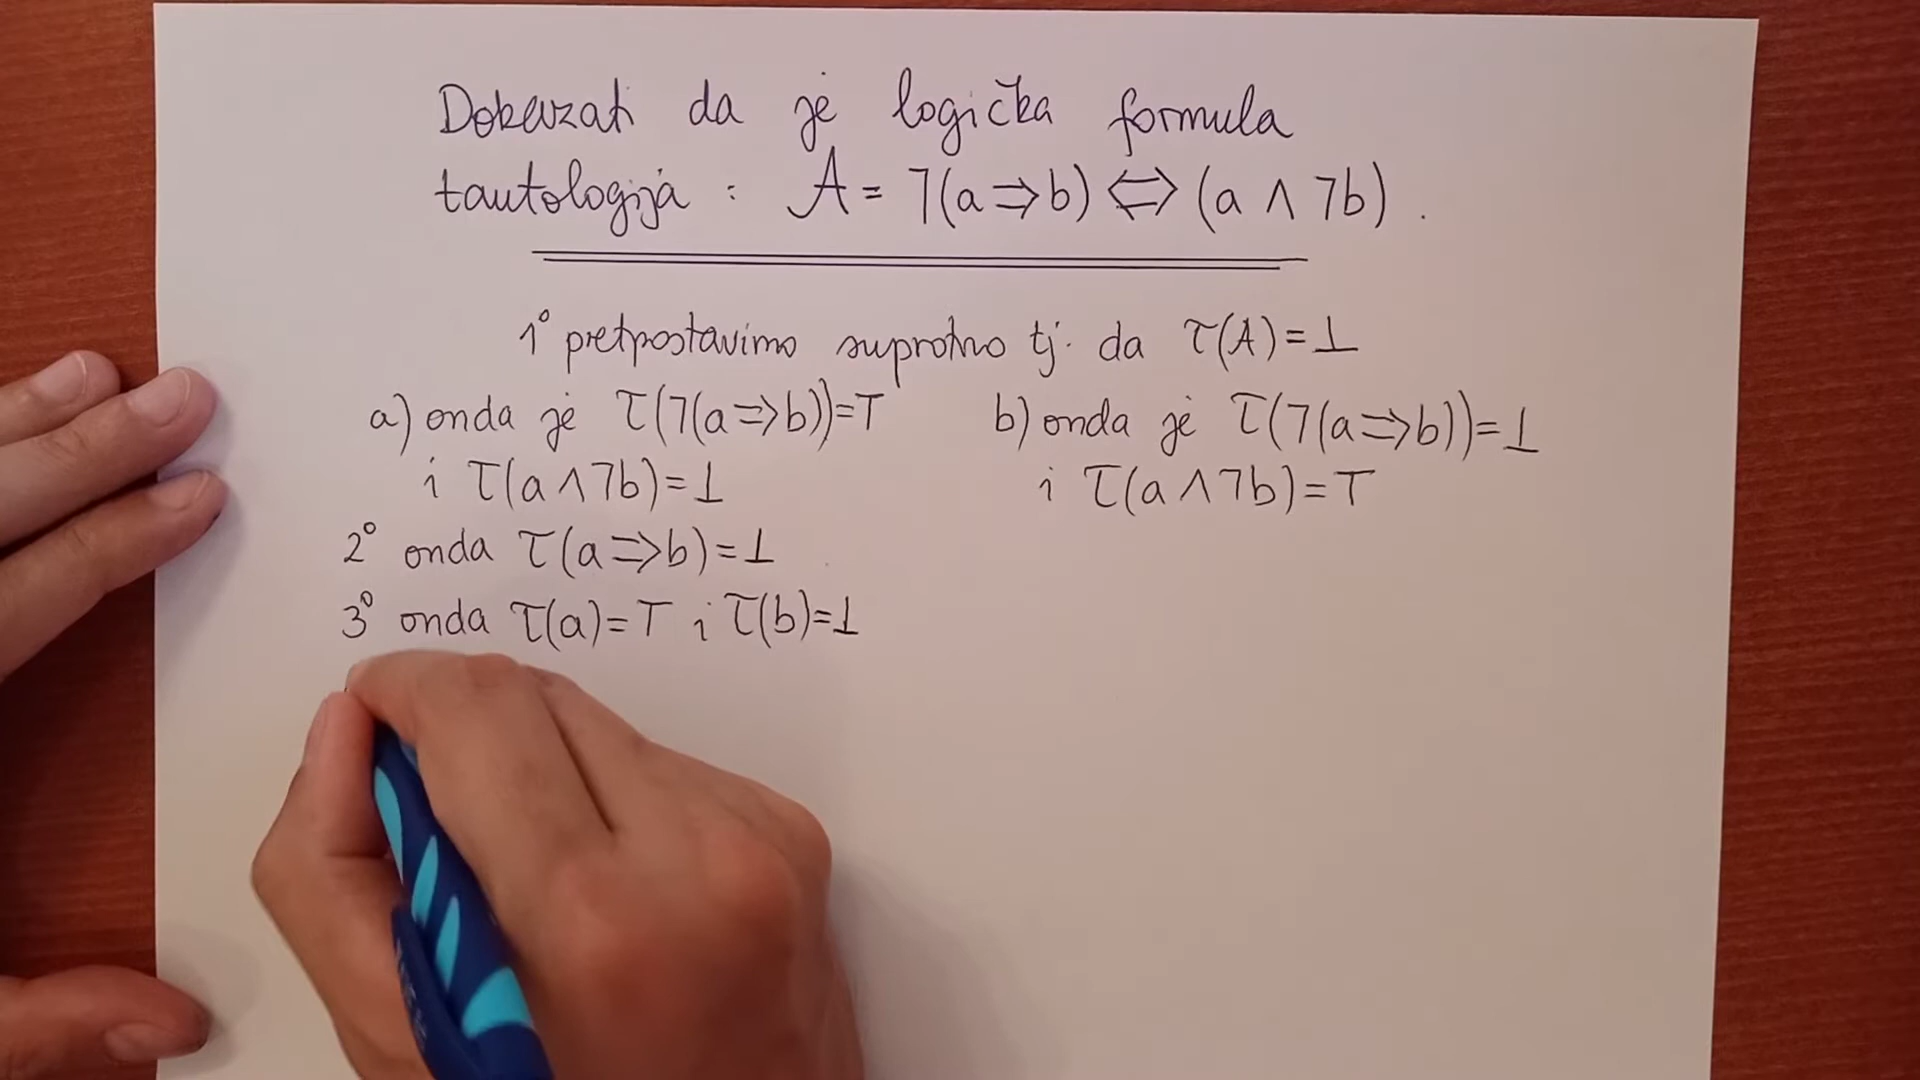 Dokazati da je logička formula
tautologija : A = ⅂(a ⇒ b) ⇔ (a ∧ ⅂b) .
1° pretpostavimo suprotno tj. da τ(A)=⊥
a) onda je τ(⅂(a⇒b))=T
i τ(a∧⅂b)=⊥
2° onda τ(a⇒b)=⊥
3° onda τ(a)=T i τ(b)=⊥
b) onda je τ(⅂(a⇒b))=⊥
i τ(a∧⅂b)=T